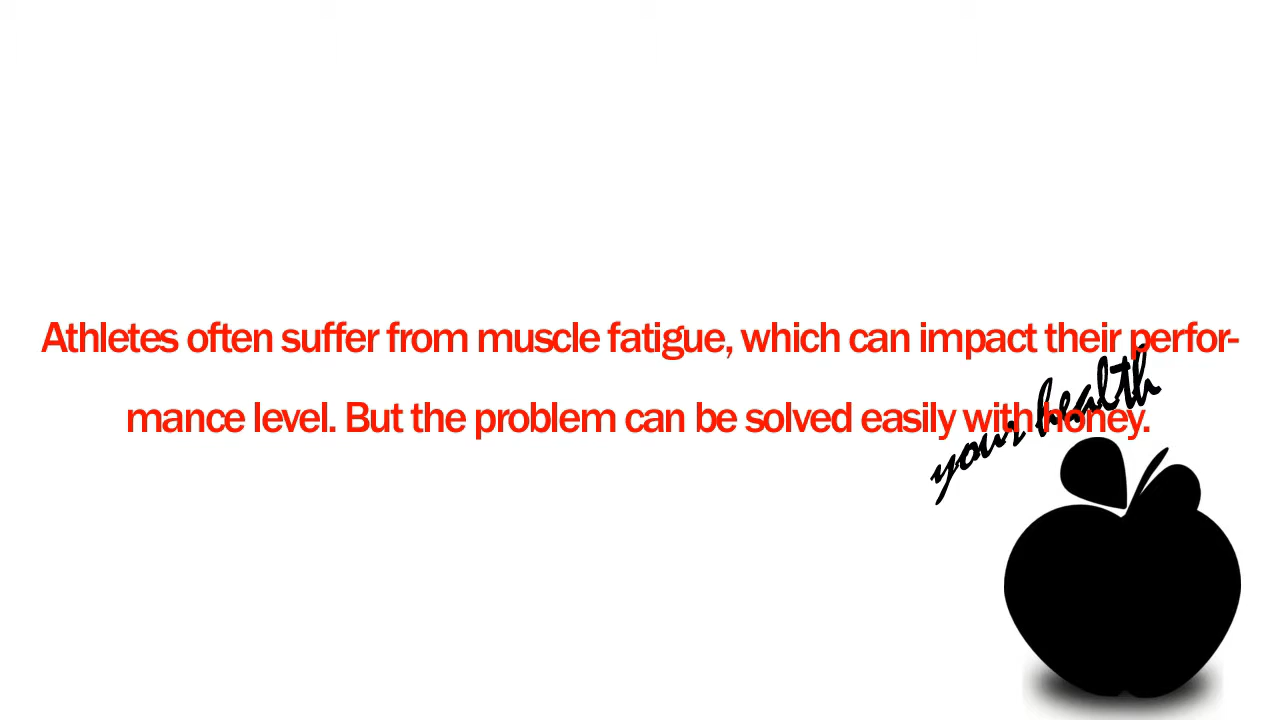 Athletes often suffer from muscle fatigue, which can impact their perfor-
mance level. But the problem can be solved easily with honey.
your health